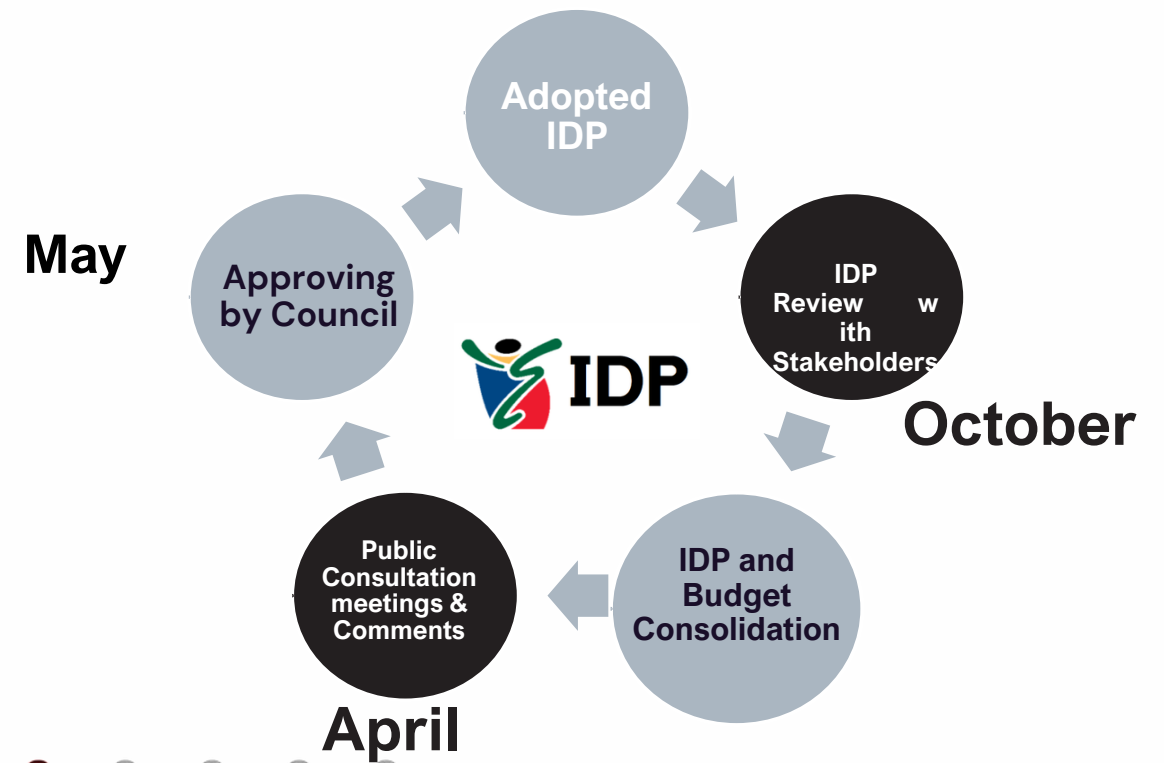 Adopted
IDP
May
Approving
by Council
IDP
Review w
ith
Stakeholders
IDP
October
Public
Consultation
meetings &
Comments
IDP and
Budget
Consolidation
April